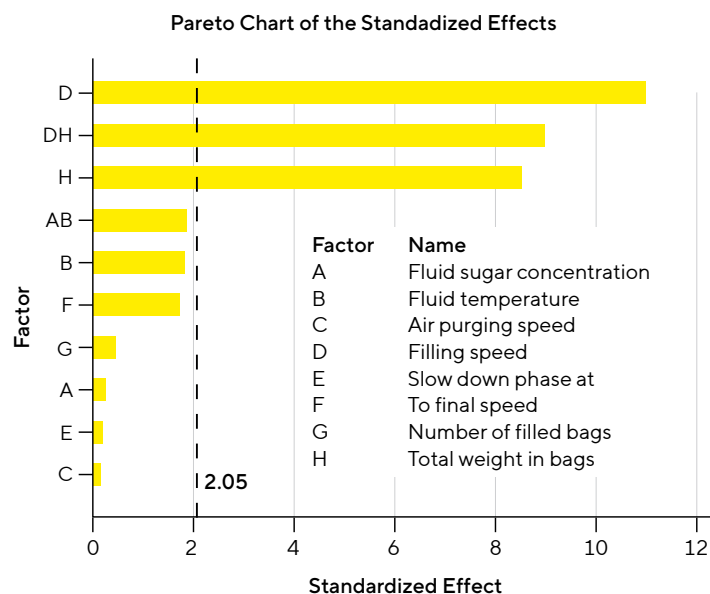 Pareto Chart of the Standadized Effects
Factor
D
DH
H
AB
B
F
G
A
E
C
2.05
Factor Name
A Fluid sugar concentration
B Fluid temperature
C Air purging speed
D Filling speed
E Slow down phase at
F To final speed
G Number of filled bags
H Total weight in bags
0 2 4 6 8 10 12
Standardized Effect